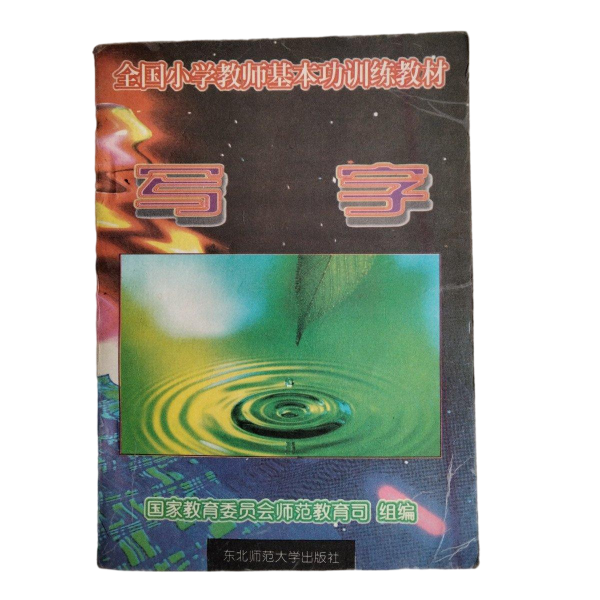 全国小学教师基本功训练教材
写 字
国家教育委员会师范教育司 组编
东北师范大学出版社